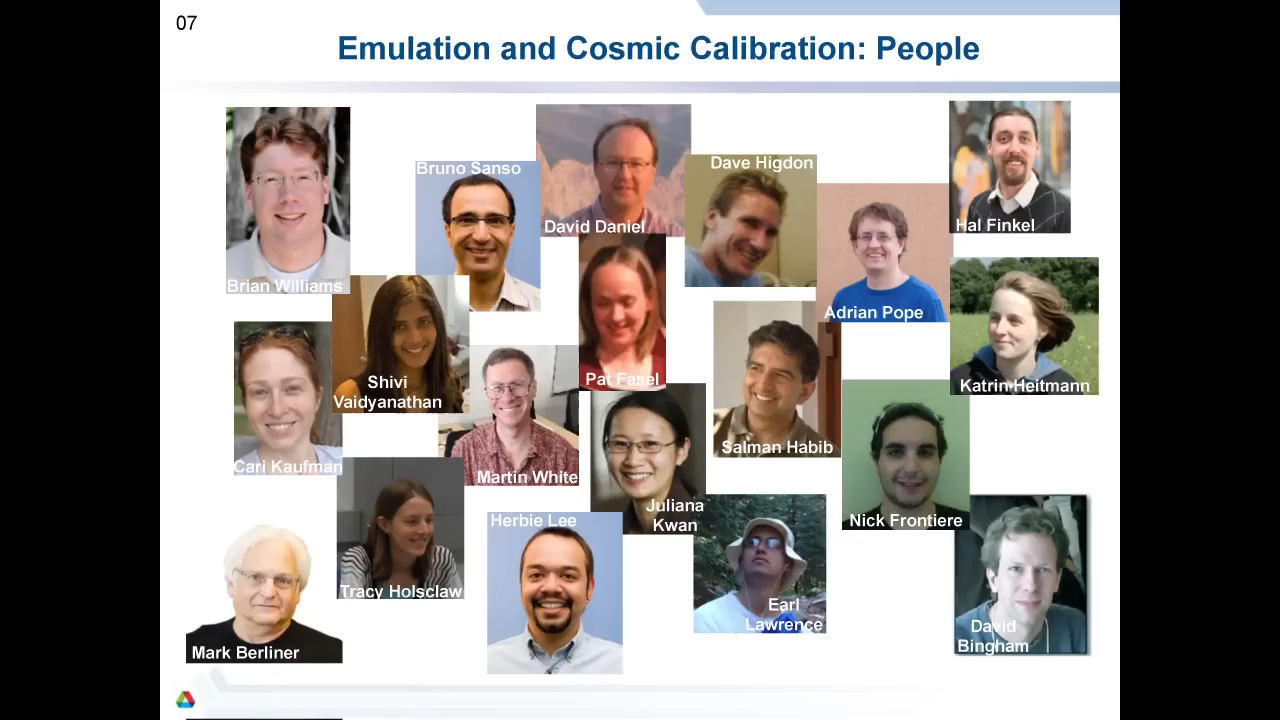 07
Emulation and Cosmic Calibration: People
Bruno Sanso
Dave Higdon
David Daniel
Hal Finkel
Brian Williams
Adrian Pope
Shivi
Vaidyanathan
Pat Fasel
Katrin Heitmann
Cari Kaufman
Martin White
Salman Habib
Juliana
Kwan
Herbie Lee
Nick Frontiere
Tracy Holsclaw
Earl
Lawrence
David
Bingham
Mark Berliner